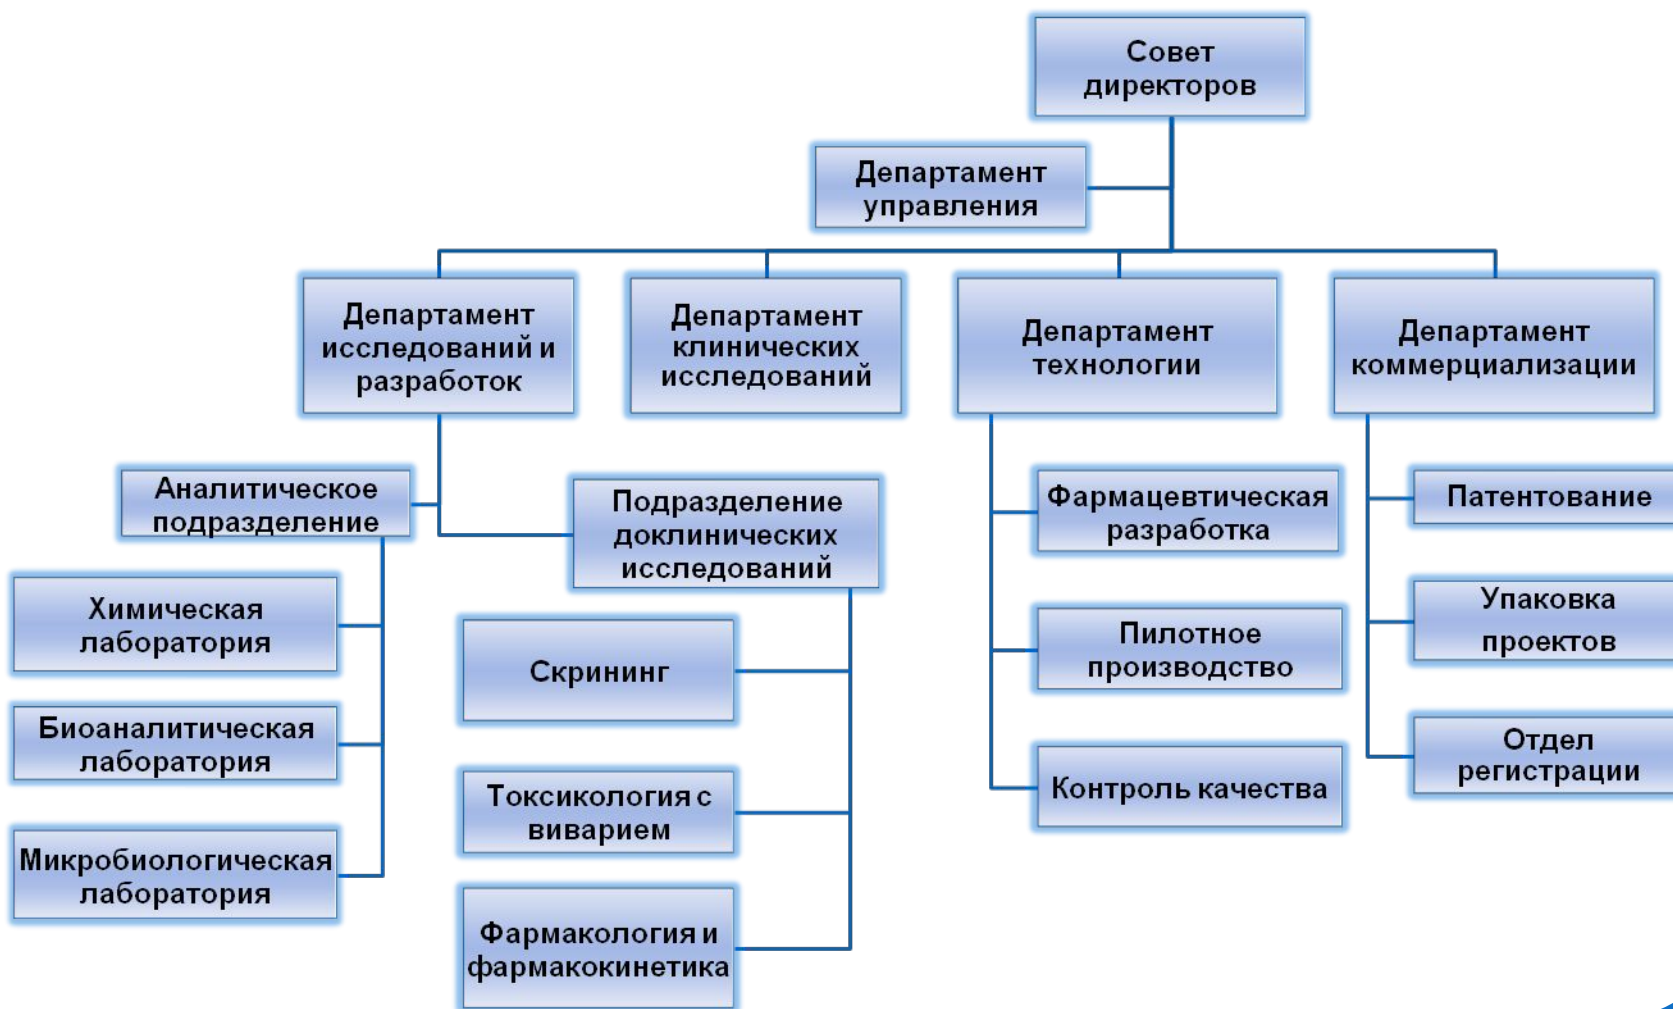 Совет
директоров
Департамент
управления
Департамент
исследований и
разработок
Департамент
клинических
исследований
Департамент
технологии
Департамент
коммерциализации
Аналитическое
подразделение
Химическая
лаборатория
Биоаналитическая
лаборатория
Микробиологическая
лаборатория
Подразделение
доклинических
исследований
Скрининг
Токсикология с
виварием
Фармакология и
фармакокинетика
Фармацевтическая
разработка
Пилотное
производство
Контроль качества
Патентование
Упаковка
проектов
Отдел
регистрации